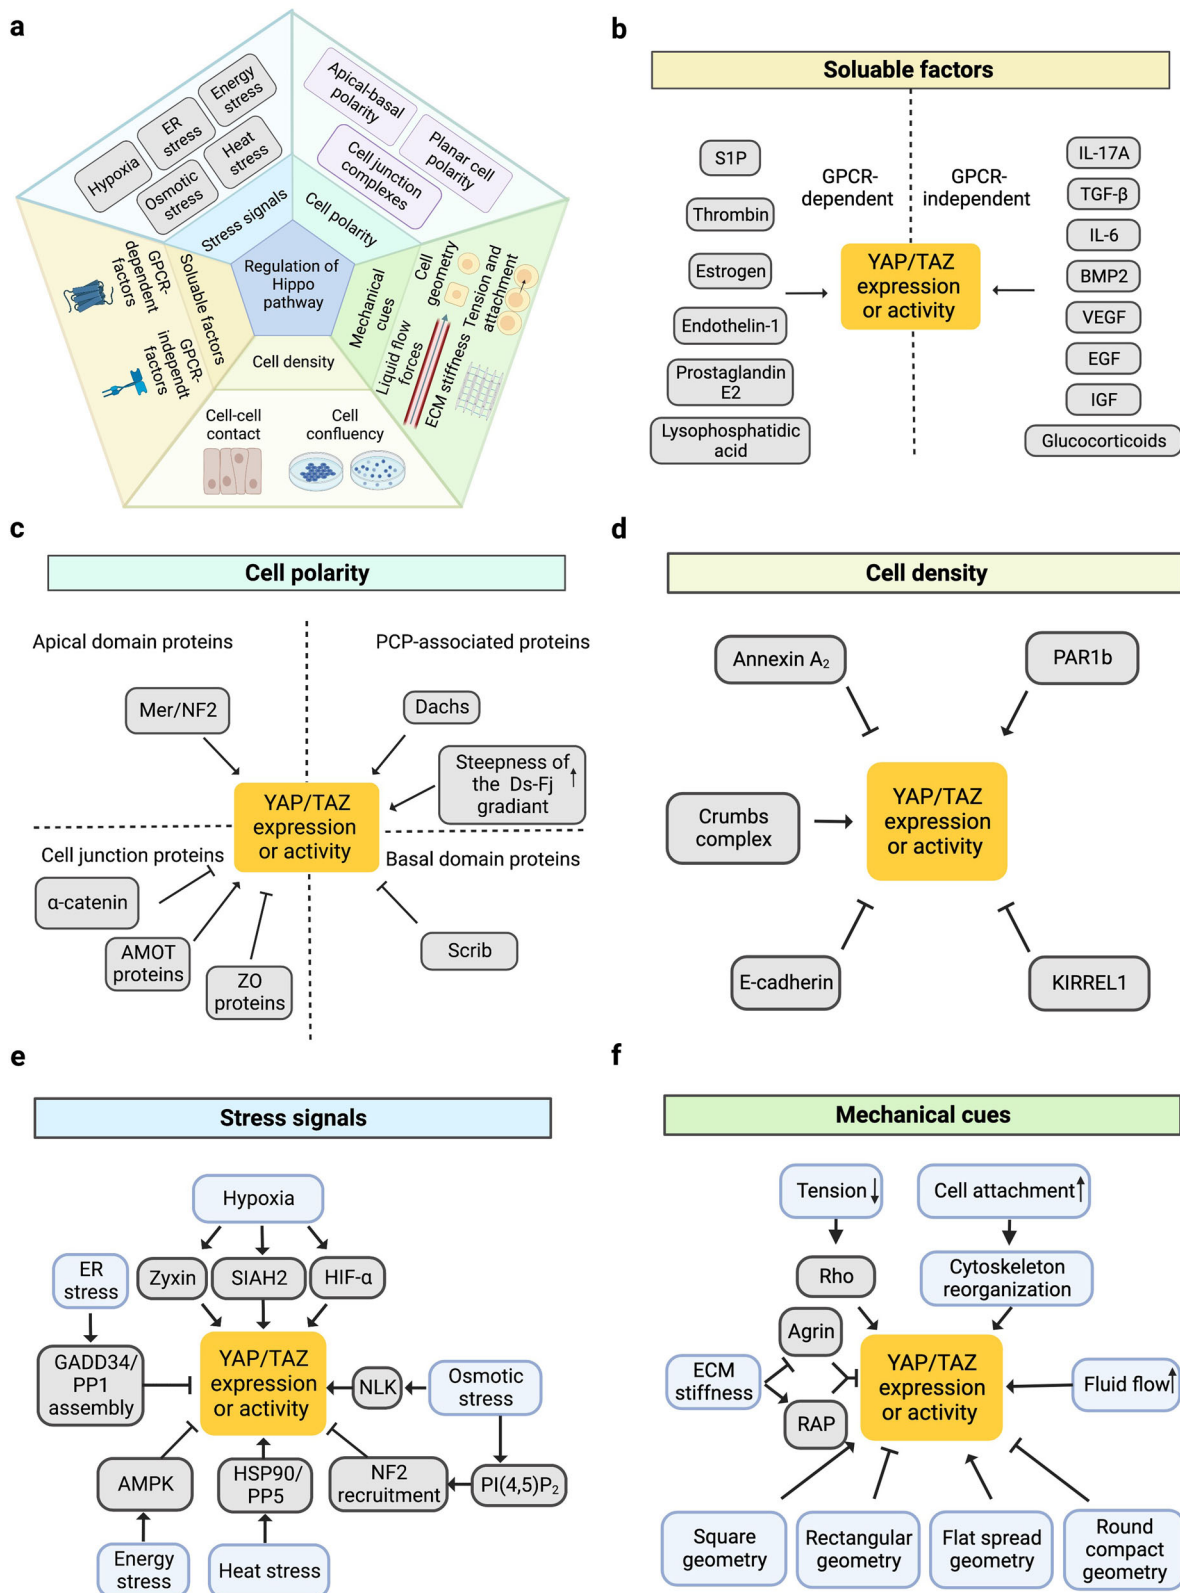 a
Energy
stress
ER
stress
Heat
stress
Hypoxia
Osmotic
stress
Stress signals
Apical-basal
polarity
Planar cell
polarity
Cell junction
complexes
Cell polarity
Regulation of
Hippo
pathway
GPCR-
dependent
factors
GPCR-
independt
factors
Soluable factors
Mechanical
cues
Cell
geometry
Tension and
attachment
Liquid flow
forces
ECM stiffness
Cell density
Cell-cell
contact
Cell
confluency
b
Soluable factors
GPCR-
dependent
GPCR-
independent
S1P
Thrombin
Estrogen
Endothelin-1
Prostaglandin
E2
Lysophosphatidic
acid
YAP/TAZ
expression
or activity
IL-17A
TGF-β
IL-6
BMP2
VEGF
EGF
IGF
Glucocorticoids
c
Cell polarity
Apical domain proteins
PCP-associated proteins
Mer/NF2
Dachs
Steepness of
the Ds-Fj
gradiant
YAP/TAZ
expression
or activity
Cell junction proteins
Basal domain proteins
α-catenin
AMOT
proteins
ZO
proteins
Scrib
d
Cell density
Annexin A₂
PAR1b
Crumbs
complex
YAP/TAZ
expression
or activity
E-cadherin
KIRREL1
e
Stress signals
Hypoxia
ER
stress
Zyxin
SIAH2
HIF-α
GADD34/
PP1
assembly
YAP/TAZ
expression
or activity
NLK
Osmotic
stress
AMPK
HSP90/
PP5
NF2
recruitment
PI(4,5)P₂
Energy
stress
Heat stress
f
Mechanical cues
Tension
Cell attachment
Rho
Cytoskeleton
reorganization
Agrin
ECM
stiffness
RAP
YAP/TAZ
expression
or activity
Fluid flow
Square
geometry
Rectangular
geometry
Flat spread
geometry
Round
compact
geometry